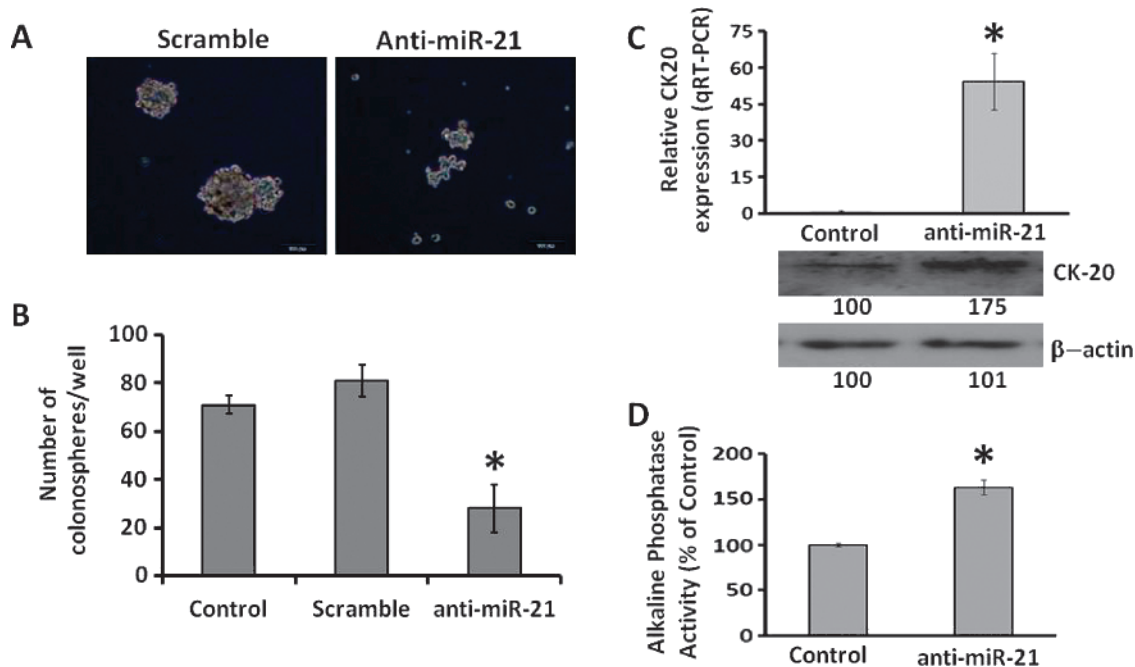 A
Scramble
Anti-miR-21
B
Number of
colonospheres/well
100
80
60
40
20
0
Control
Scramble
anti-miR-21
*
C
Relative CK20
expression (qRT-PCR)
75
60
45
30
15
0
*
Control
anti-miR-21
CK-20
100
175
β–actin
100
101
D
Alkaline Phosphatase
Activity (% of Control)
200
150
100
50
0
*
Control
anti-miR-21